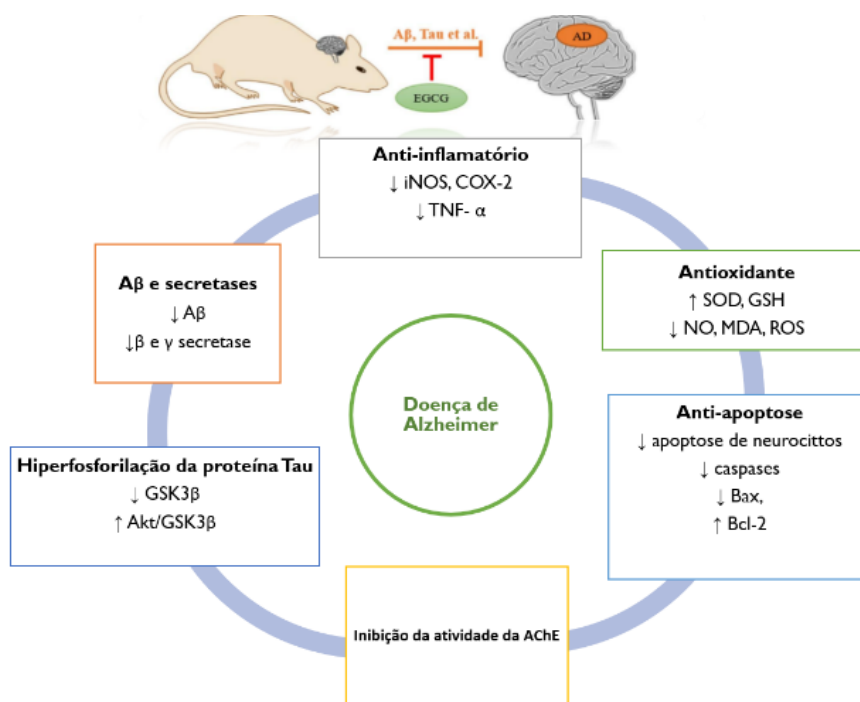 Aβ, Tau et al.
AD
EGCG
Anti-inflamatório
↓ iNOS, COX-2
↓ TNF- α
Antioxidante
↑ SOD, GSH
↓ NO, MDA, ROS
Anti-apoptose
↓ apoptose de neurocittos
↓ caspases
↓ Bax,
↑ Bcl-2
Inibição da atividade da AChE
Hiperfosforilação da proteína Tau
↓ GSK3β
↑ Akt/GSK3β
Aβ e secretases
↓ Aβ
↓β e γ secretase
Doença de
Alzheimer